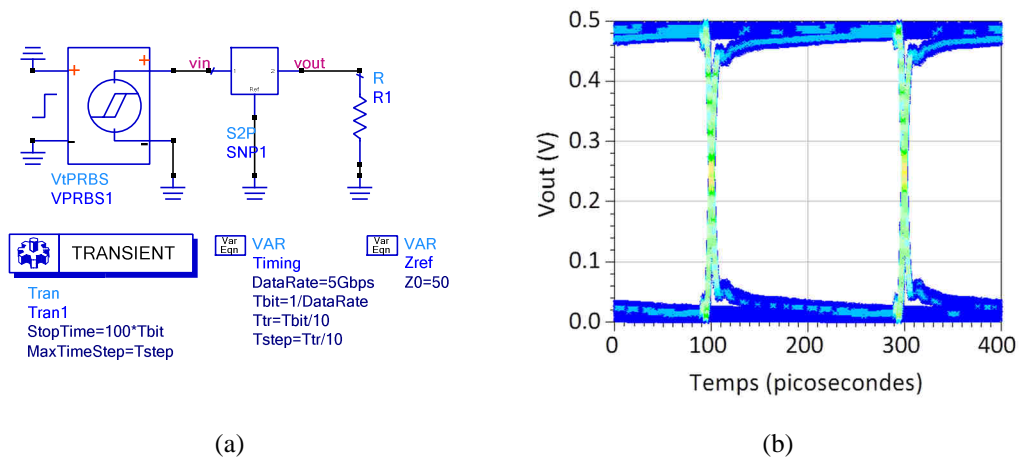 vin
vout
1
2
Ref
R
R1
S2P
SNP1
VtPRBS
VPRBS1
TRANSIENT
Tran
Tran1
StopTime=100*Tbit
MaxTimeStep=Tstep
Var
Eqn
VAR
Timing
DataRate=5Gbps
Tbit=1/DataRate
Ttr=Tbit/10
Tstep=Ttr/10
Var
Eqn
VAR
Zref
Z0=50
(a)
Vout (V)
0.5
0.4
0.3
0.2
0.1
0.0
0 100 200 300 400
Temps (picosecondes)
(b)